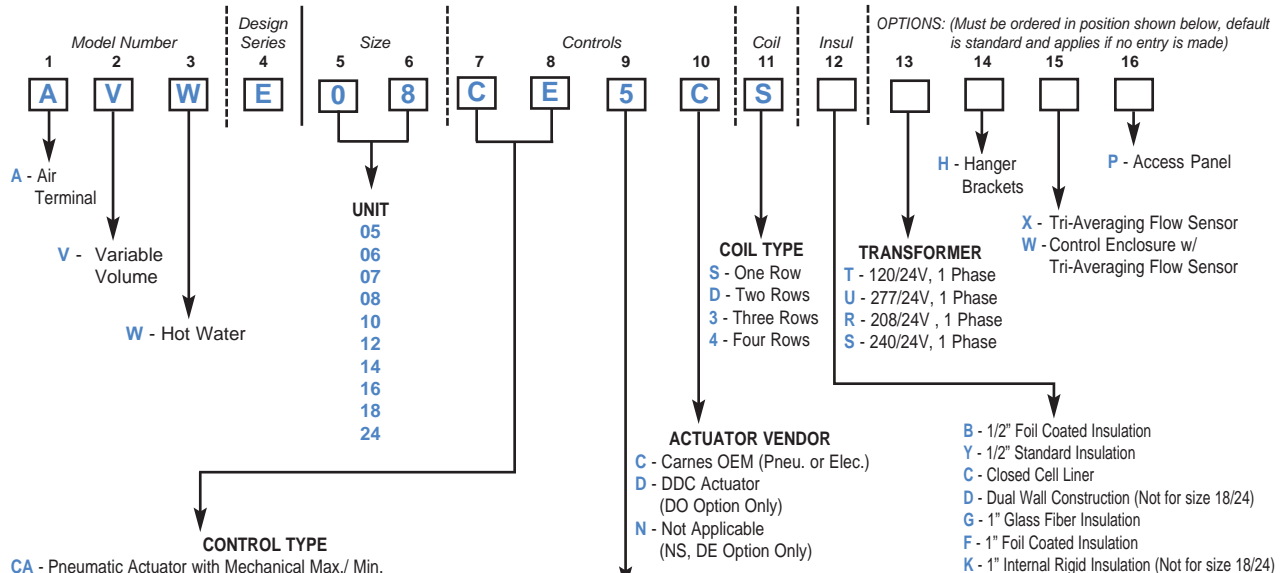 Model Number
Design
Series
Size
Controls
Coil
Insul
OPTIONS: (Must be ordered in position shown below, default
is standard and applies if no entry is made)
1 2 3 4 5 6 7 8 9 10 11 12 13 14 15 16
A V W E 0 8 C E 5 C S
A - Air
Terminal
V - Variable
Volume
W - Hot Water
UNIT
05
06
07
08
10
12
14
16
18
24
COIL TYPE
S - One Row
D - Two Rows
3 - Three Rows
4 - Four Rows
TRANSFORMER
T - 120/24V, 1 Phase
U - 277/24V, 1 Phase
R - 208/24V , 1 Phase
S - 240/24V, 1 Phase
H - Hanger
Brackets
P - Access Panel
X - Tri-Averaging Flow Sensor
W - Control Enclosure w/
Tri-Averaging Flow Sensor
ACTUATOR VENDOR
C - Carnes OEM (Pneu. or Elec.)
D - DDC Actuator
(DO Option Only)
N - Not Applicable
(NS, DE Option Only)
B - 1/2" Foil Coated Insulation
Y - 1/2" Standard Insulation
C - Closed Cell Liner
D - Dual Wall Construction (Not for size 18/24)
G - 1" Glass Fiber Insulation
F - 1" Foil Coated Insulation
K - 1" Internal Rigid Insulation (Not for size 18/24)
CONTROL TYPE
CA - Pneumatic Actuator with Mechanical Max./ Min.